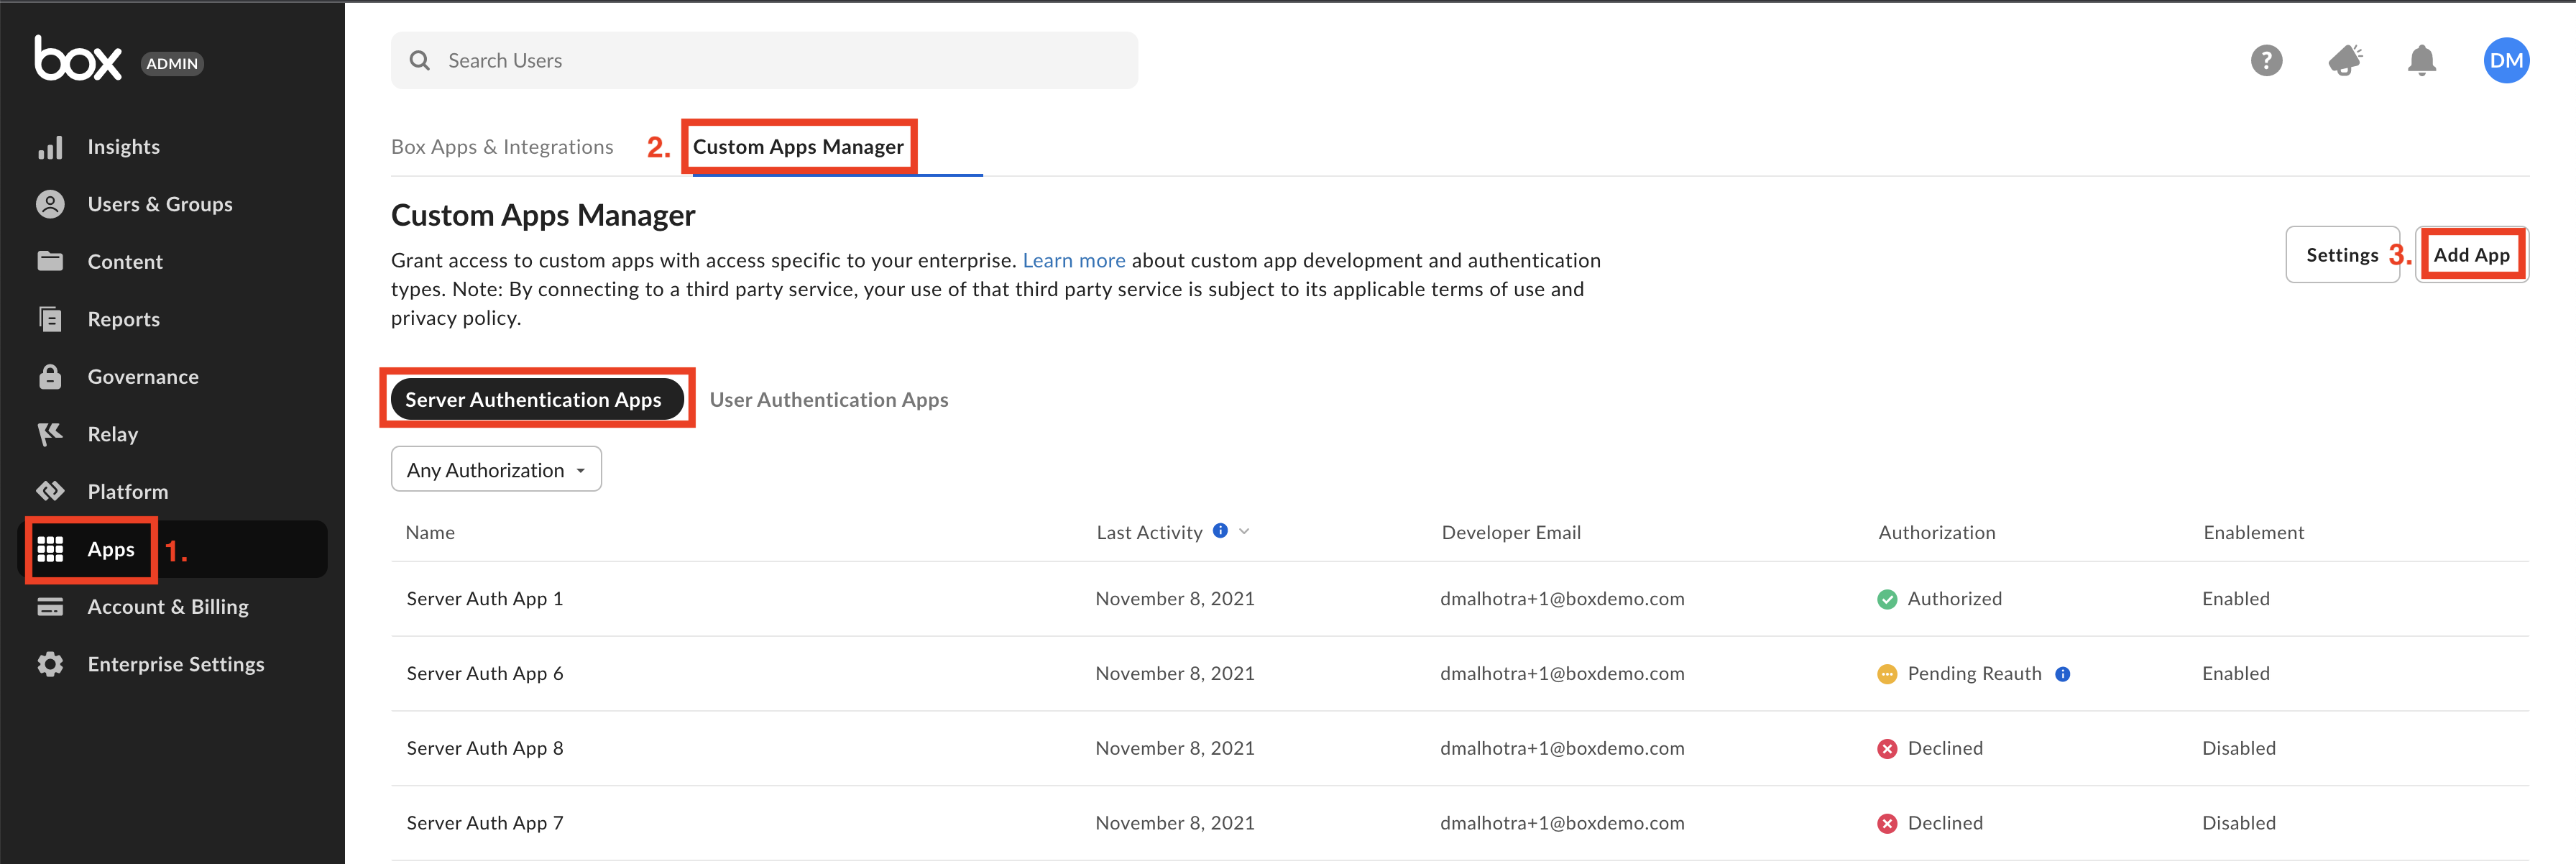 box ADMIN
Insights
Users & Groups
Content
Reports
Governance
Relay
Platform
Apps 1.
Account & Billing
Enterprise Settings
Search Users
? DM
Box Apps & Integrations 2. Custom Apps Manager
Custom Apps Manager
Grant access to custom apps with access specific to your enterprise. Learn more about custom app development and authentication
types. Note: By connecting to a third party service, your use of that third party service is subject to its applicable terms of use and
privacy policy.
Settings 3. Add App
Server Authentication Apps User Authentication Apps
Any Authorization
Name Last Activity Developer Email Authorization Enablement
Server Auth App 1 November 8, 2021 dmalhotra+1@boxdemo.com Authorized Enabled
Server Auth App 6 November 8, 2021 dmalhotra+1@boxdemo.com Pending Reauth Enabled
Server Auth App 8 November 8, 2021 dmalhotra+1@boxdemo.com Declined Disabled
Server Auth App 7 November 8, 2021 dmalhotra+1@boxdemo.com Declined Disabled